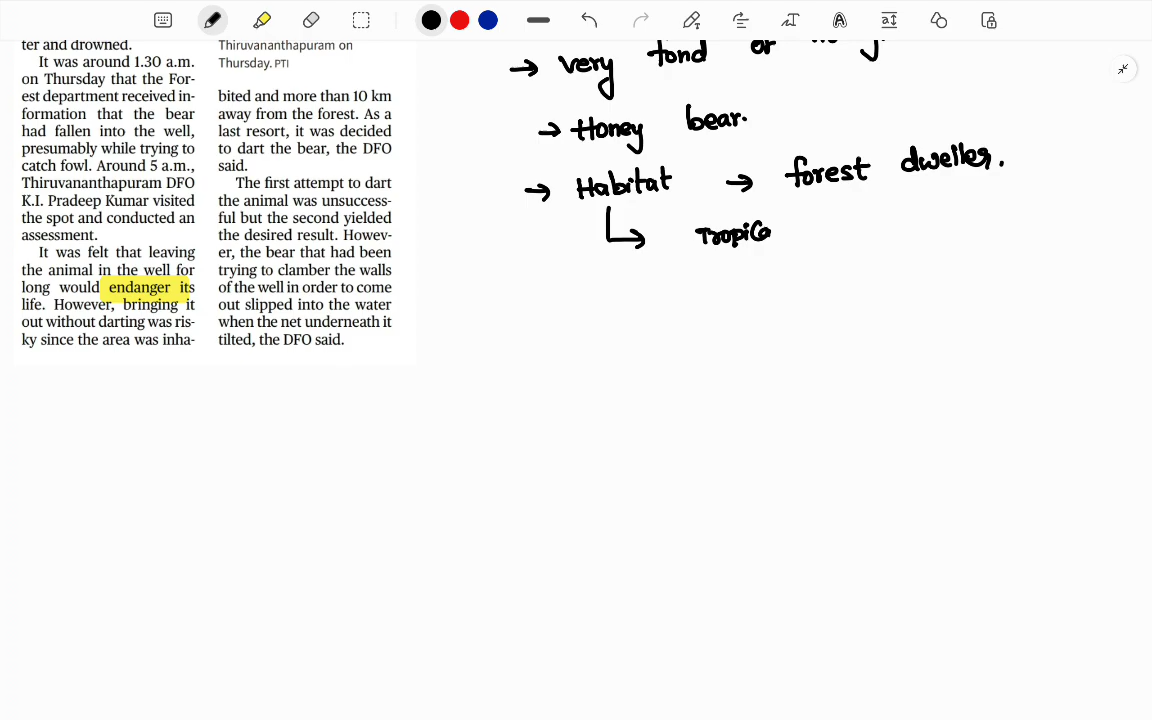 ter and drowned.
It was around 1.30 a.m.
on Thursday that the For-
est department received in-
formation that the bear
had fallen into the well,
presumably while trying to
catch fowl. Around 5 a.m.,
Thiruvananthapuram DFO
K.I. Pradeep Kumar visited
the spot and conducted an
assessment.
It was felt that leaving
the animal in the well for
long would endanger its
life. However, bringing it
out without darting was ris-
ky since the area was inha-
Thiruvananthapuram on
Thursday. PTI
bited and more than 10 km
away from the forest. As a
last resort, it was decided
to dart the bear, the DFO
said.
The first attempt to dart
the animal was unsuccess-
ful but the second yielded
the desired result. Howev-
er, the bear that had been
trying to clamber the walls
of the well in order to come
out slipped into the water
when the net underneath it
tilted, the DFO said.
→ very fond of
→ Honey bear.
→ Habitat → forest dweller.
↳ Tropica